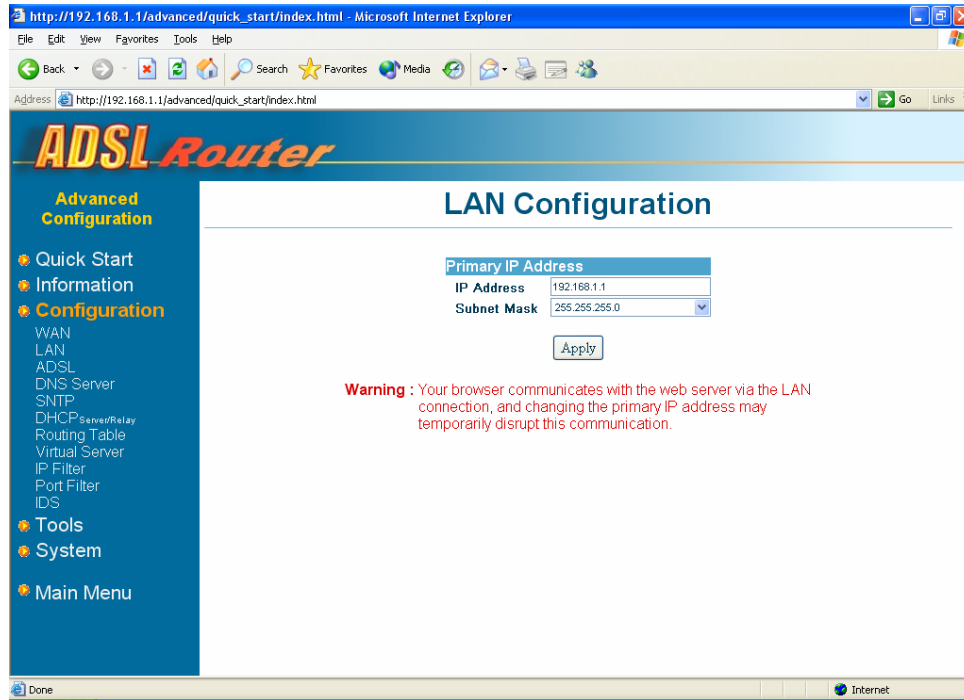 http://192.168.1.1/advanced/quick_start/index.html - Microsoft Internet Explorer
File Edit View Favorites Tools Help
Back Search Favorites Media
Address http://192.168.1.1/advanced/quick_start/index.html Go Links
ADSL Router
Advanced
Configuration
Quick Start
Information
Configuration
WAN
LAN
ADSL
DNS Server
SNTP
DHCP Server/Relay
Routing Table
Virtual Server
IP Filter
Port Filter
IDS
Tools
System
Main Menu
LAN Configuration
Primary IP Address
IP Address 192.168.1.1
Subnet Mask 255.255.255.0
Apply
Warning : Your browser communicates with the web server via the LAN
connection, and changing the primary IP address may
temporarily disrupt this communication.
Done Internet